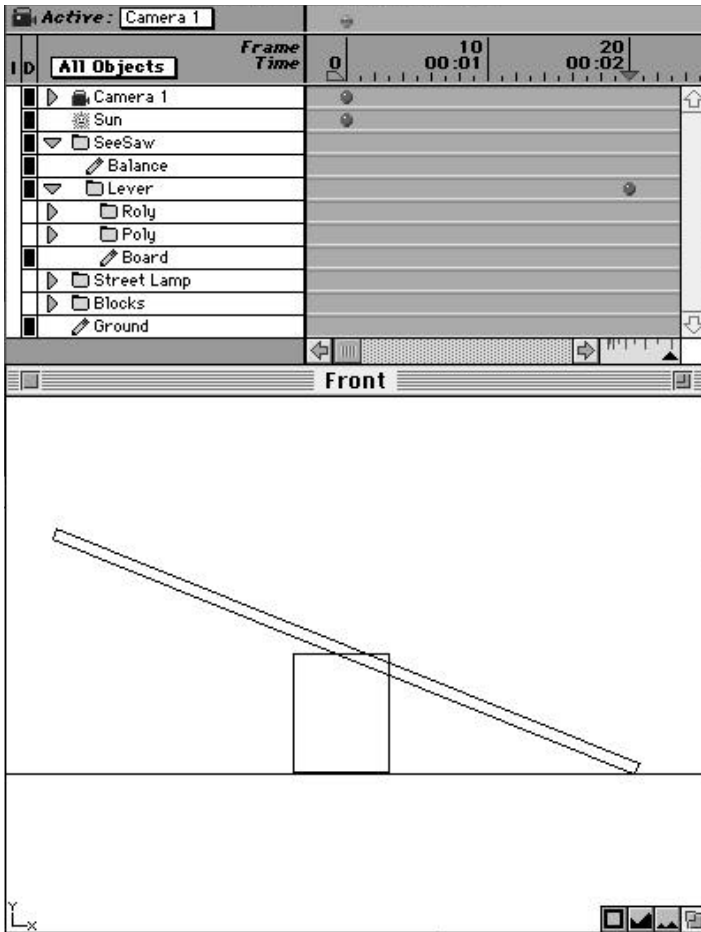 Active: Camera 1
Frame 10 20
I D All Objects Time 0 00:01 00:02
Camera 1
Sun
SeeSaw
Balance
Lever
Roly
Poly
Board
Street Lamp
Blocks
Ground
Front
Y
X